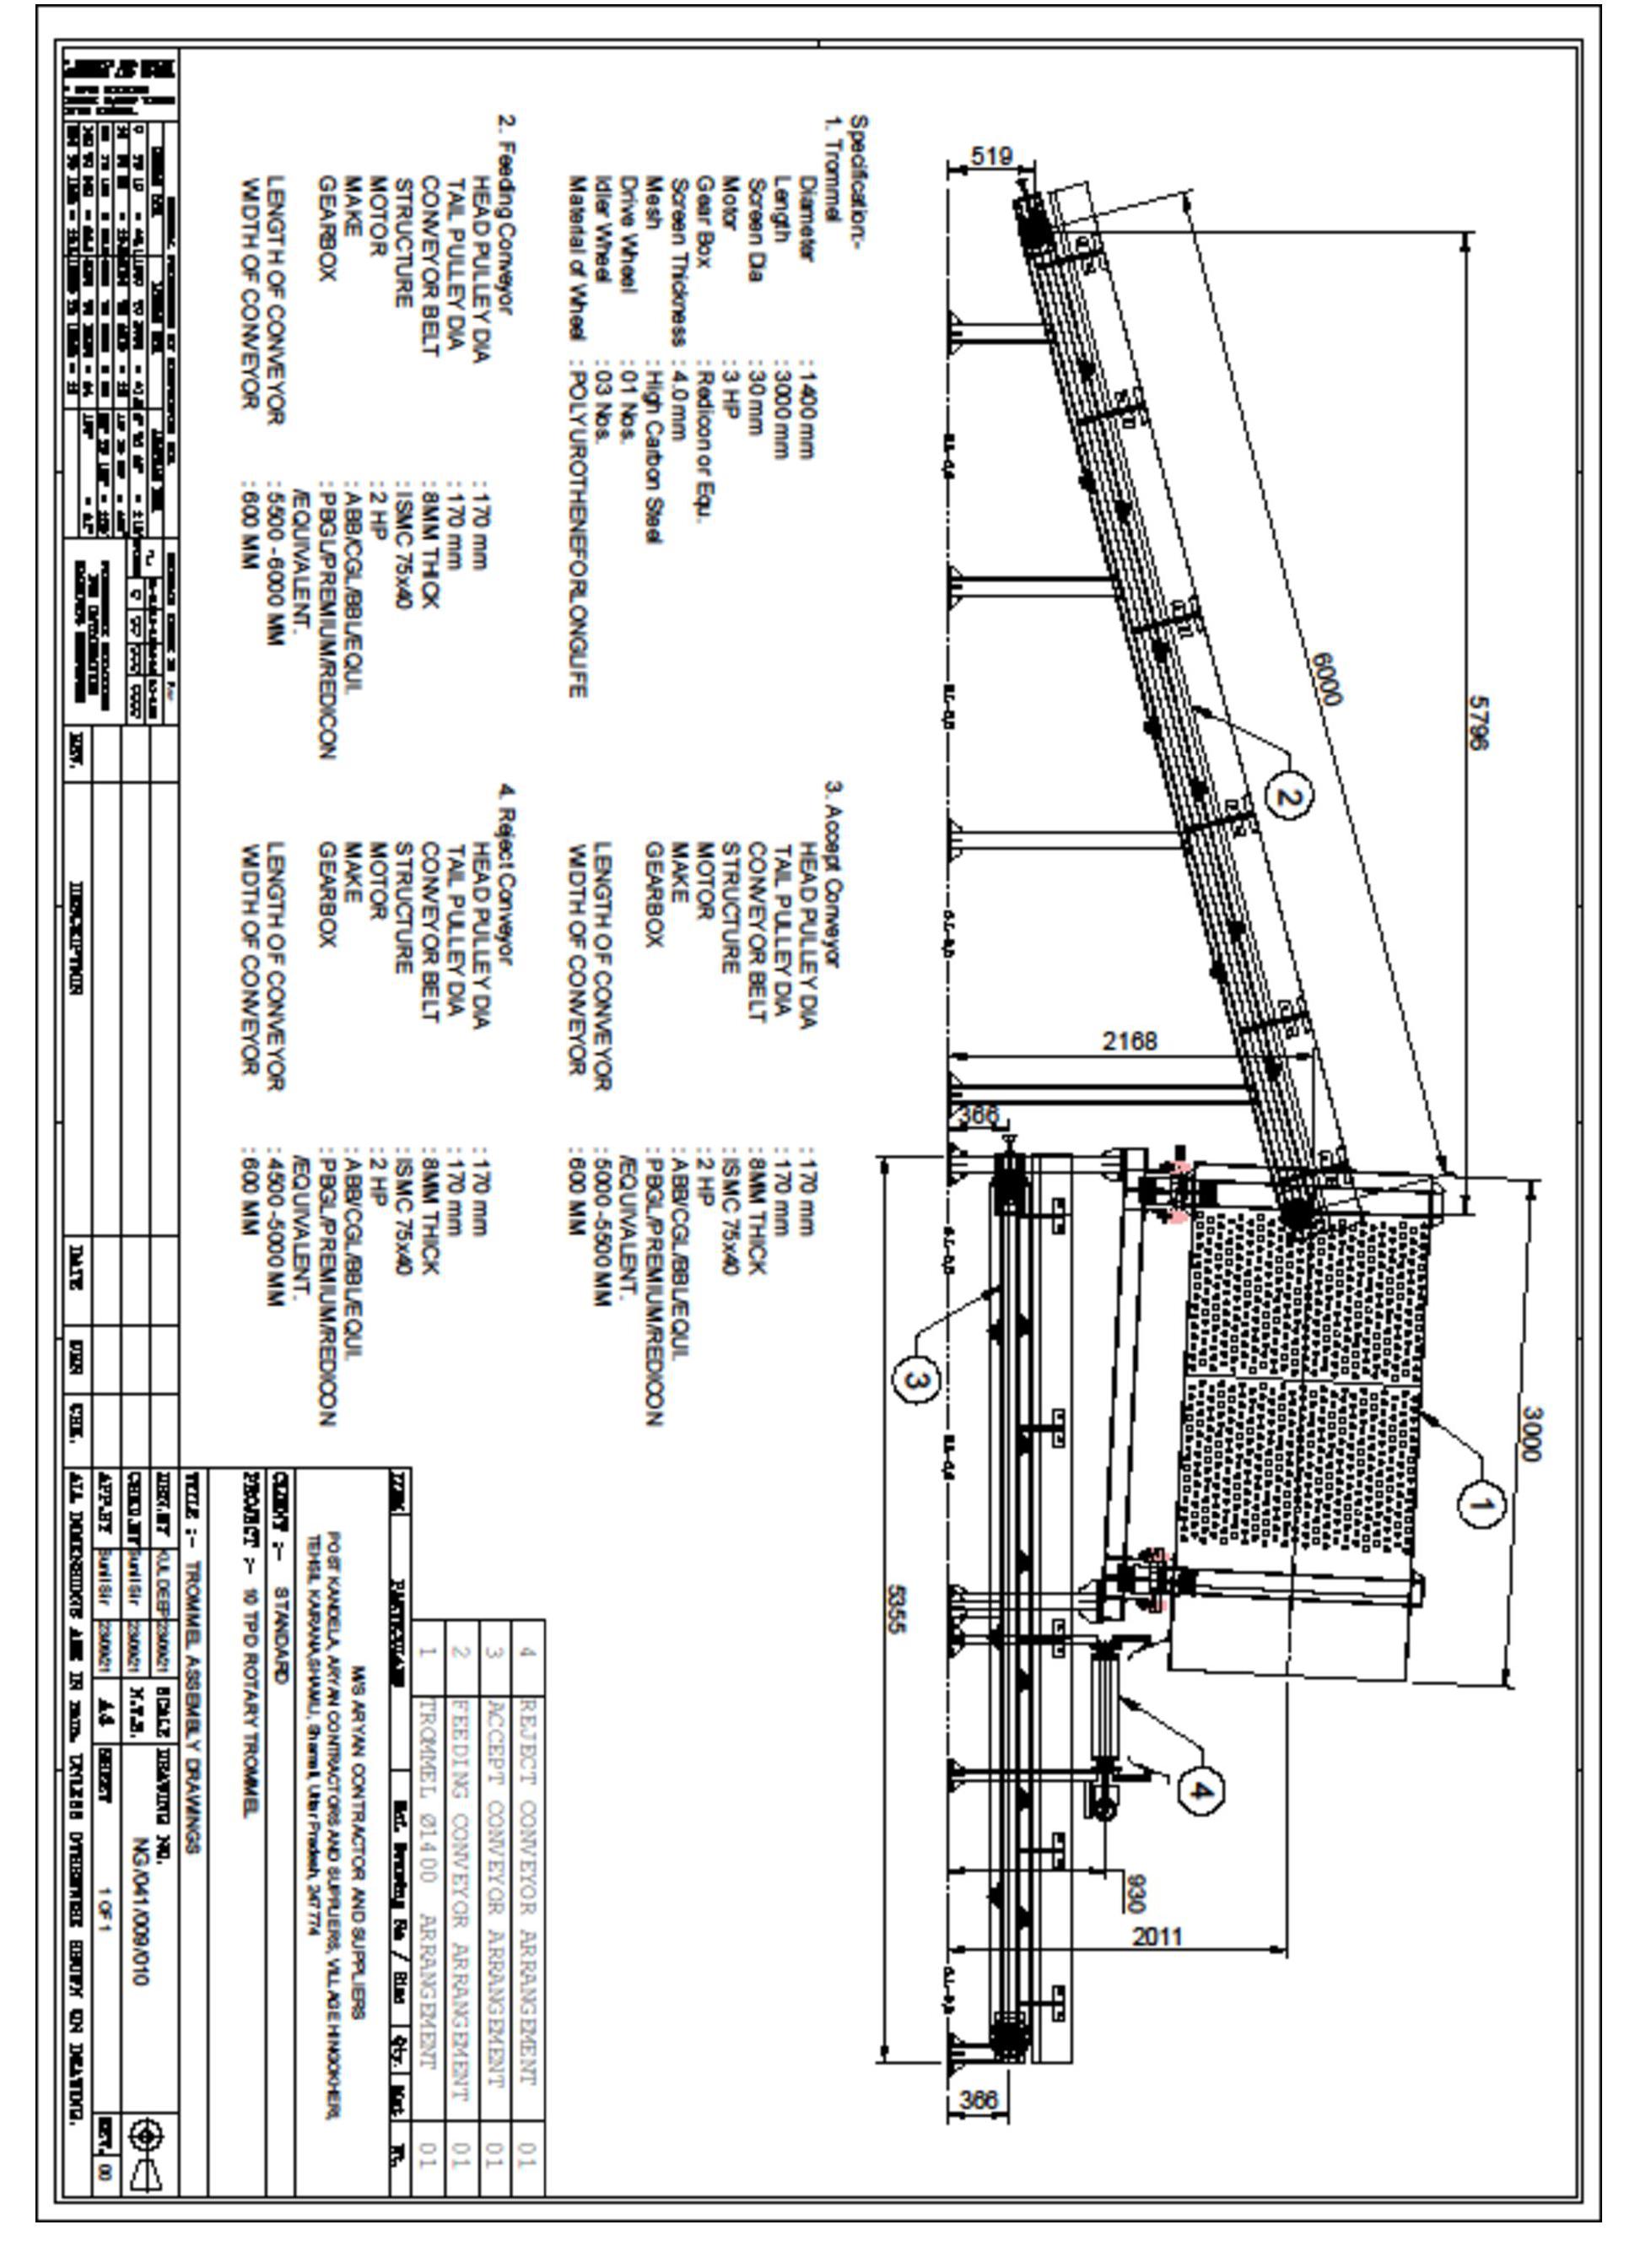 3000
5796
1
6000
2
4
2168
930
2011
519
366
366
3
5355
Specification:-
1. Trommel
Diameter : 1400 mm
Length : 3000 mm
Screen Dia : 30 mm
Motor : 3 HP
Gear Box : Redicon or Equ.
Screen Thickness : 4.0 mm
Mesh : High Carbon Steel
Drive Wheel : 01 Nos.
Idler Wheel : 03 Nos.
Material of Wheel : POLYUROTHENEFORLONGLIFE
3. Accept Conveyor
HEAD PULLEY DIA : 170 mm
TAIL PULLEY DIA : 170 mm
CONVEYOR BELT : 8MM THICK
STRUCTURE : ISMC 75x40
MOTOR : 2 HP
MAKE : ABB/CGL/BBL/EQUI.
GEARBOX : PBGL/PREMIUM/REDICON
/EQUIVALENT.
LENGTH OF CONVEYOR : 5000-5500 MM
WIDTH OF CONVEYOR : 600 MM
2. Feeding Conveyor
HEAD PULLEY DIA : 170 mm
TAIL PULLEY DIA : 170 mm
CONVEYOR BELT : 8MM THICK
STRUCTURE : ISMC 75x40
MOTOR : 2 HP
MAKE : ABB/CGL/BBL/EQUI.
GEARBOX : PBGL/PREMIUM/REDICON
/EQUIVALENT.
LENGTH OF CONVEYOR : 5500-6000 MM
WIDTH OF CONVEYOR : 600 MM
4. Reject Conveyor
HEAD PULLEY DIA : 170 mm
TAIL PULLEY DIA : 170 mm
CONVEYOR BELT : 8MM THICK
STRUCTURE : ISMC 75x40
MOTOR : 2 HP
MAKE : ABB/CGL/BBL/EQUI.
GEARBOX : PBGL/PREMIUM/REDICON
/EQUIVALENT.
LENGTH OF CONVEYOR : 4500-5000 MM
WIDTH OF CONVEYOR : 600 MM
4 REJECT CONVEYOR ARRANGEMENT 01
3 ACCEPT CONVEYOR ARRANGEMENT 01
2 FEEDING CONVEYOR ARRANGEMENT 01
1 TROMMEL Ø1400 ARRANGEMENT 01
ITEM PARTICULARS Ref. Drawing No / Size Qty. Mat. Wt.
M/S ARYAN CONTRACTOR AND SUPPLIERS
POST KANDELA, ARYAN CONTRACTORS AND SUPPLIERS, VILLAGE HINGOKHERI,
TEHSIL KAIRANA,SHAMLI, Shamli, Uttar Pradesh, 247774
CLIENT :- STANDARD
PROJECT :- 10 TPD ROTARY TROMMEL
TITLE :- TROMMEL ASSEMBLY DRAWINGS
DRN.BY KULDEEP 23/09/21 SCALE DRAWING NO.
CHKD.BY Sunil Sir 23/09/21 N.T.S. NG/041/009/010
APP.BY Sunil Sir 23/09/21 A4 SHEET 1 OF 1 REV. 00
REV. DESCRIPTION DATE DRN CHK.
ALL DIMENSIONS ARE IN mm. UNLESS OTHERWISE SHOWN ON DRAWING.